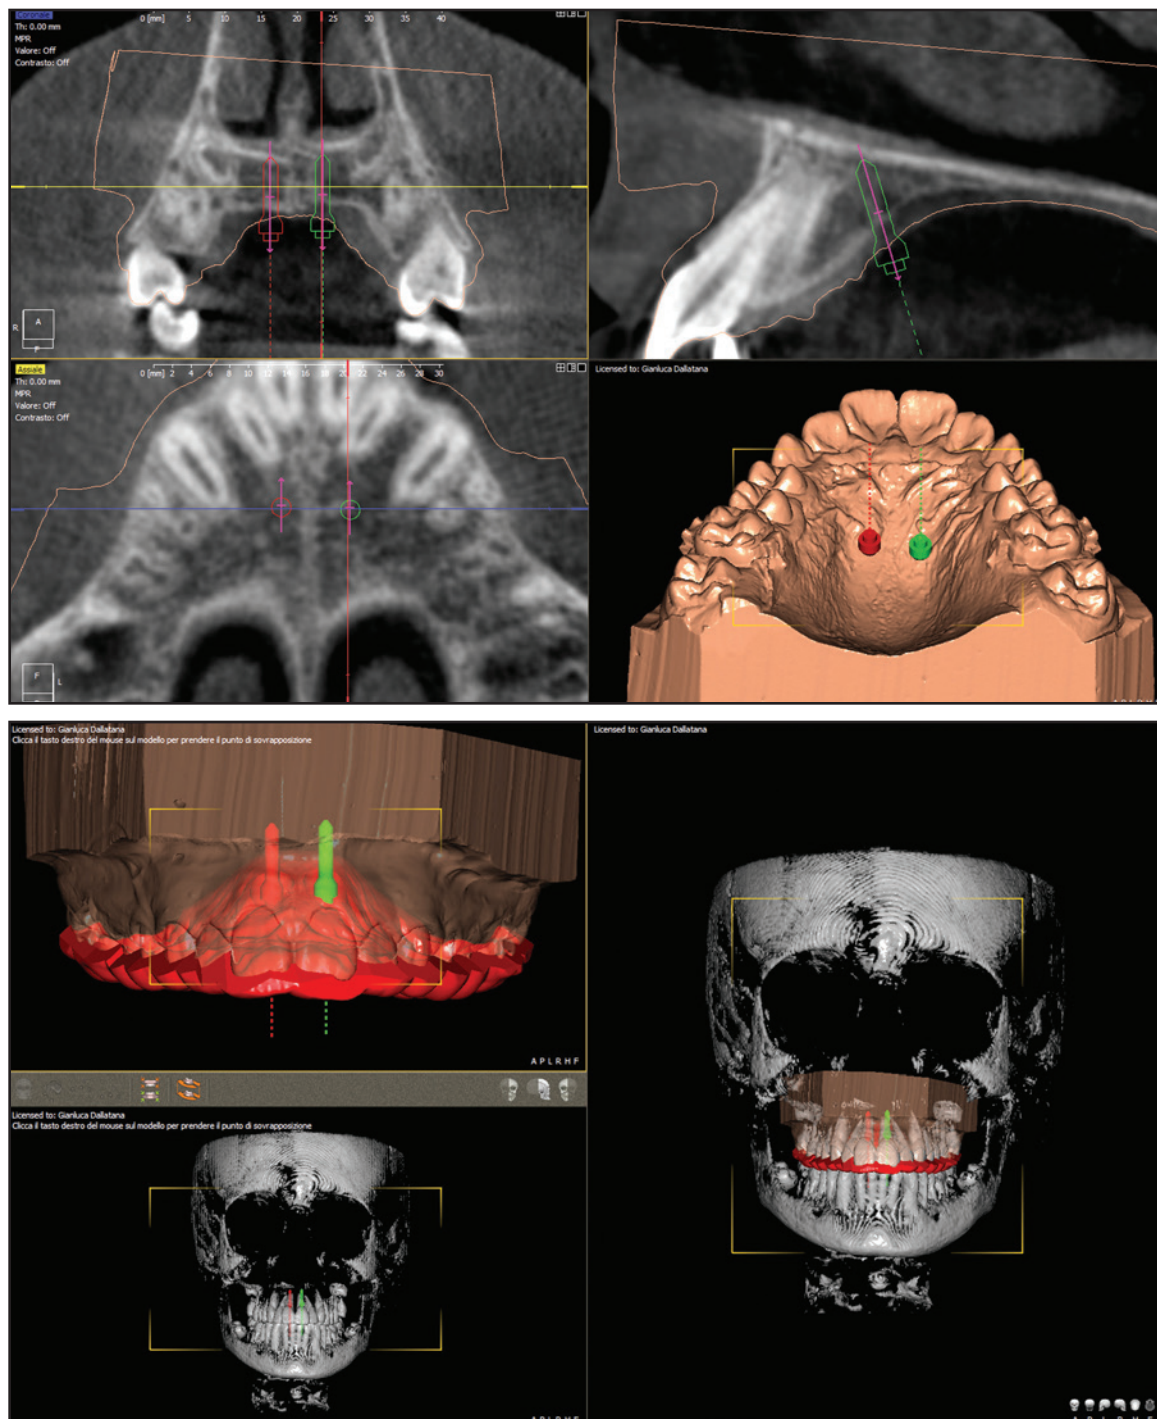 Coronale
Th: 0.00 mm
MPR
Valore: Off
Contrasto: Off
0 [mm] 5 10 15 20 25 30 35 40
R
A
Assiale
Th: 0.00 mm
MPR
Valore: Off
Contrasto: Off
0 [mm] 2 4 6 8 10 12 14 16 18 20 22 24 26 28 30
F
L
Licensed to: Gianluca Dallatana
Licensed to: Gianluca Dallatana
Clicca il tasto destro del mouse sul modello per prendere il punto di sovrapposizione
A P L R H F
Licensed to: Gianluca Dallatana
Clicca il tasto destro del mouse sul modello per prendere il punto di sovrapposizione
Licensed to: Gianluca Dallatana